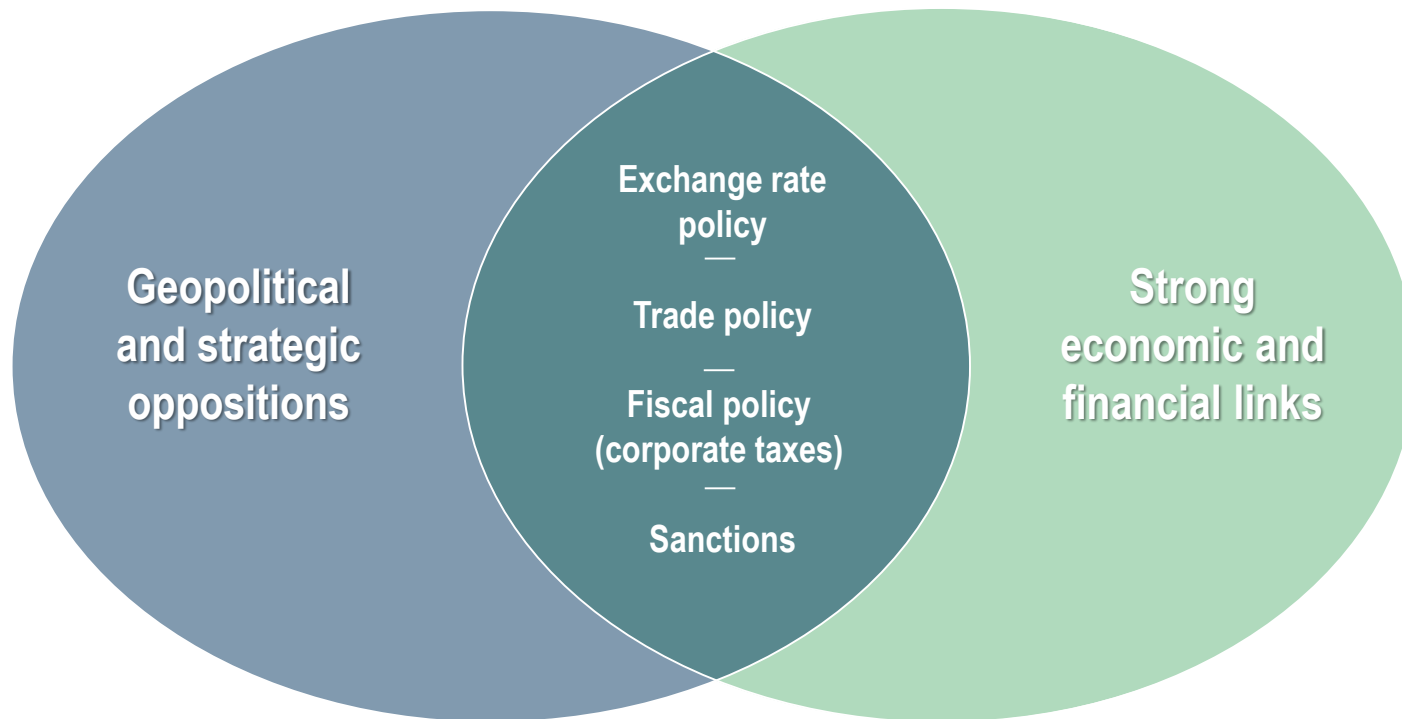 Geopolitical
and strategic
oppositions
Exchange rate
policy
Trade policy
Fiscal policy
(corporate taxes)
Sanctions
Strong
economic and
financial links